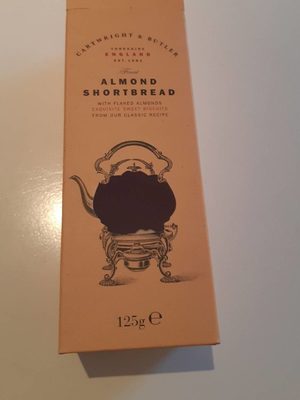 CARTWRIGHT & BUTLER
YORKSHIRE
ENGLAND
EST. 1981
Finest
ALMOND
SHORTBREAD
WITH FLAKED ALMONDS
EXQUISITE SWEET BISCUITS
FROM OUR CLASSIC RECIPE
125g ℮